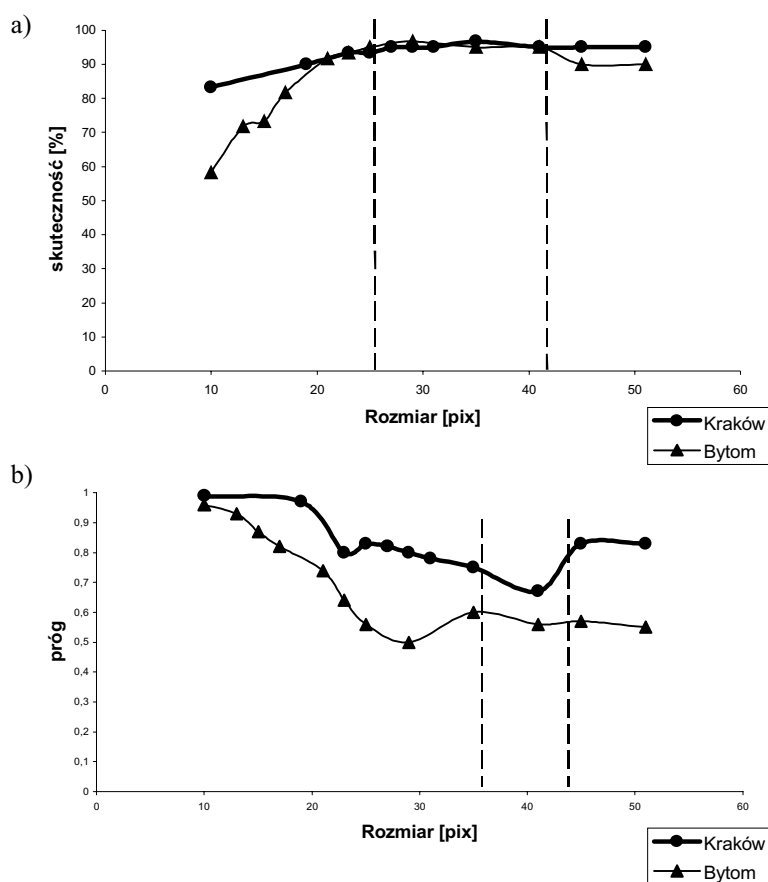 a)
100
90
80
70
60
50
40
30
20
10
0
skuteczność [%]
0 10 20 30 40 50 60
Rozmiar [pix]
Kraków
Bytom
b)
1
0,9
0,8
0,7
0,6
0,5
0,4
0,3
0,2
0,1
0
próg
0 10 20 30 40 50 60
Rozmiar [pix]
Kraków
Bytom